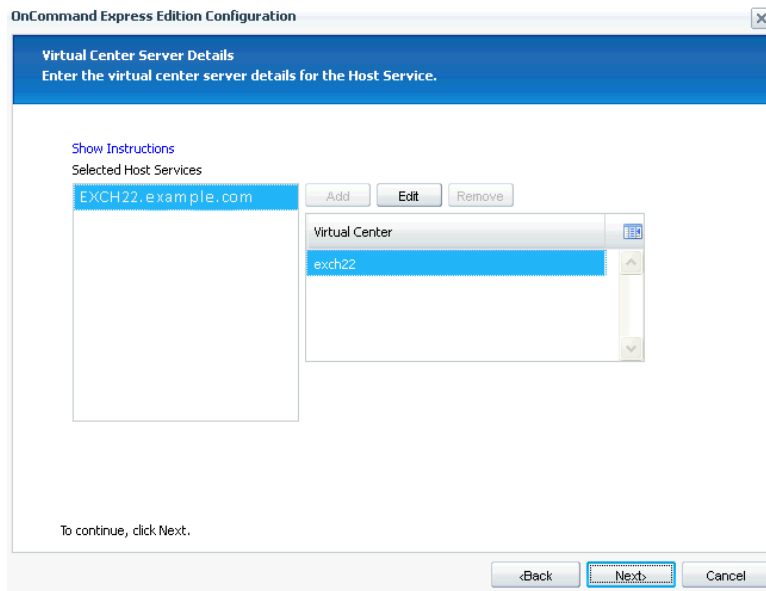 OnCommand Express Edition Configuration
Virtual Center Server Details
Enter the virtual center server details for the Host Service.
Show Instructions
Selected Host Services
EXCH22.example.com
Add Edit Remove
Virtual Center
exch22
To continue, click Next.
<Back Next> Cancel